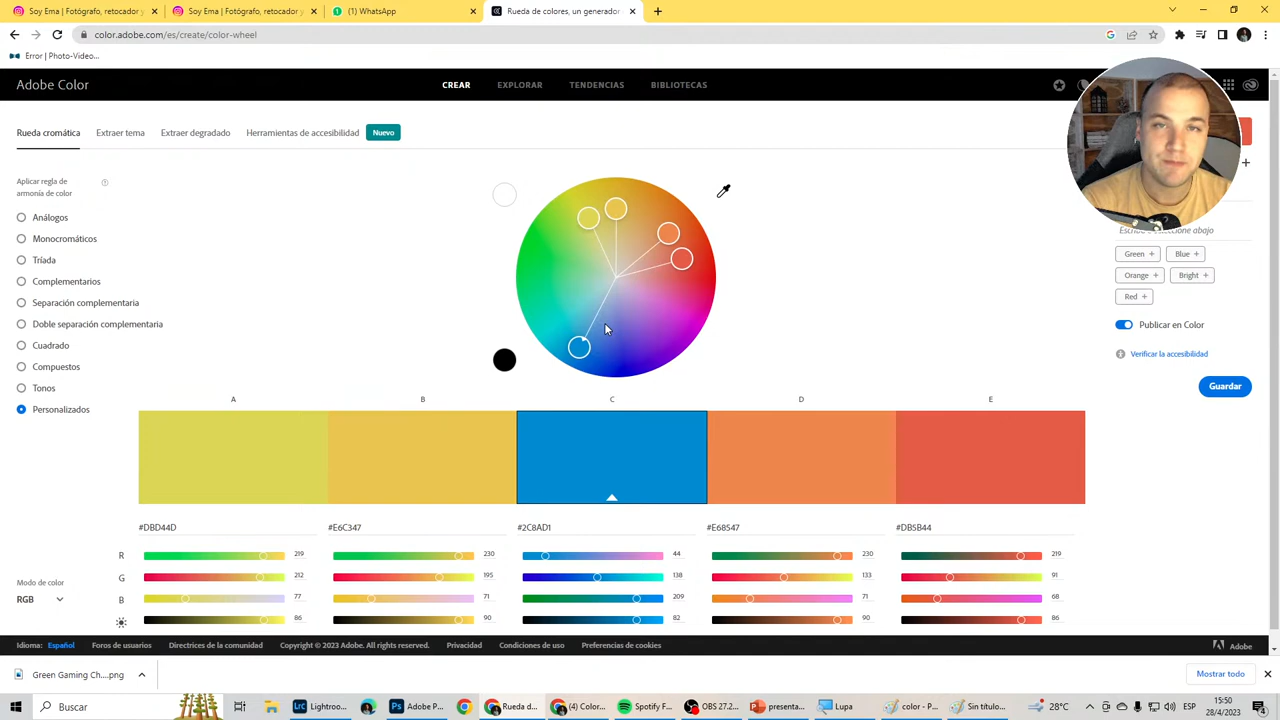 Soy Ema | Fotógrafo, retocador y
Soy Ema | Fotógrafo, retocador y
(1) WhatsApp
Rueda de colores, un generador
color.adobe.com/es/create/color-wheel
Error | Photo-Video...
Adobe Color
CREAR
EXPLORAR
TENDENCIAS
BIBLIOTECAS
Rueda cromática
Extraer tema
Extraer degradado
Herramientas de accesibilidad
Nuevo
Aplicar regla de
armonía de color
Análogos
Monocromáticos
Tríada
Complementarios
Separación complementaria
Doble separación complementaria
Cuadrado
Compuestos
Tonos
Personalizados
abajo
Green +
Blue +
Orange +
Bright +
Red +
Publicar en Color
Verificar la accesibilidad
Guardar
A
B
C
D
E
#DBD44D
#E6C347
#2C8AD1
#E68547
#DB5B44
R
219
230
44
230
219
G
212
195
138
133
91
B
77
71
209
71
68
86
90
82
90
86
Modo de color
RGB
Idioma:
Español
Foros de usuarios
Directrices de la comunidad
Copyright © 2023 Adobe. All rights reserved.
Privacidad
Condiciones de uso
Preferencias de cookies
Adobe
Green Gaming Ch....png
Mostrar todo
Buscar
LrC
Lightroo...
Ps
Adobe P...
Rueda d...
(4) Color...
Spotify F...
OBS 27.2...
presenta...
Lupa
color - P...
Sin título...
28°C
ESP
15:50
28/4/2023
4